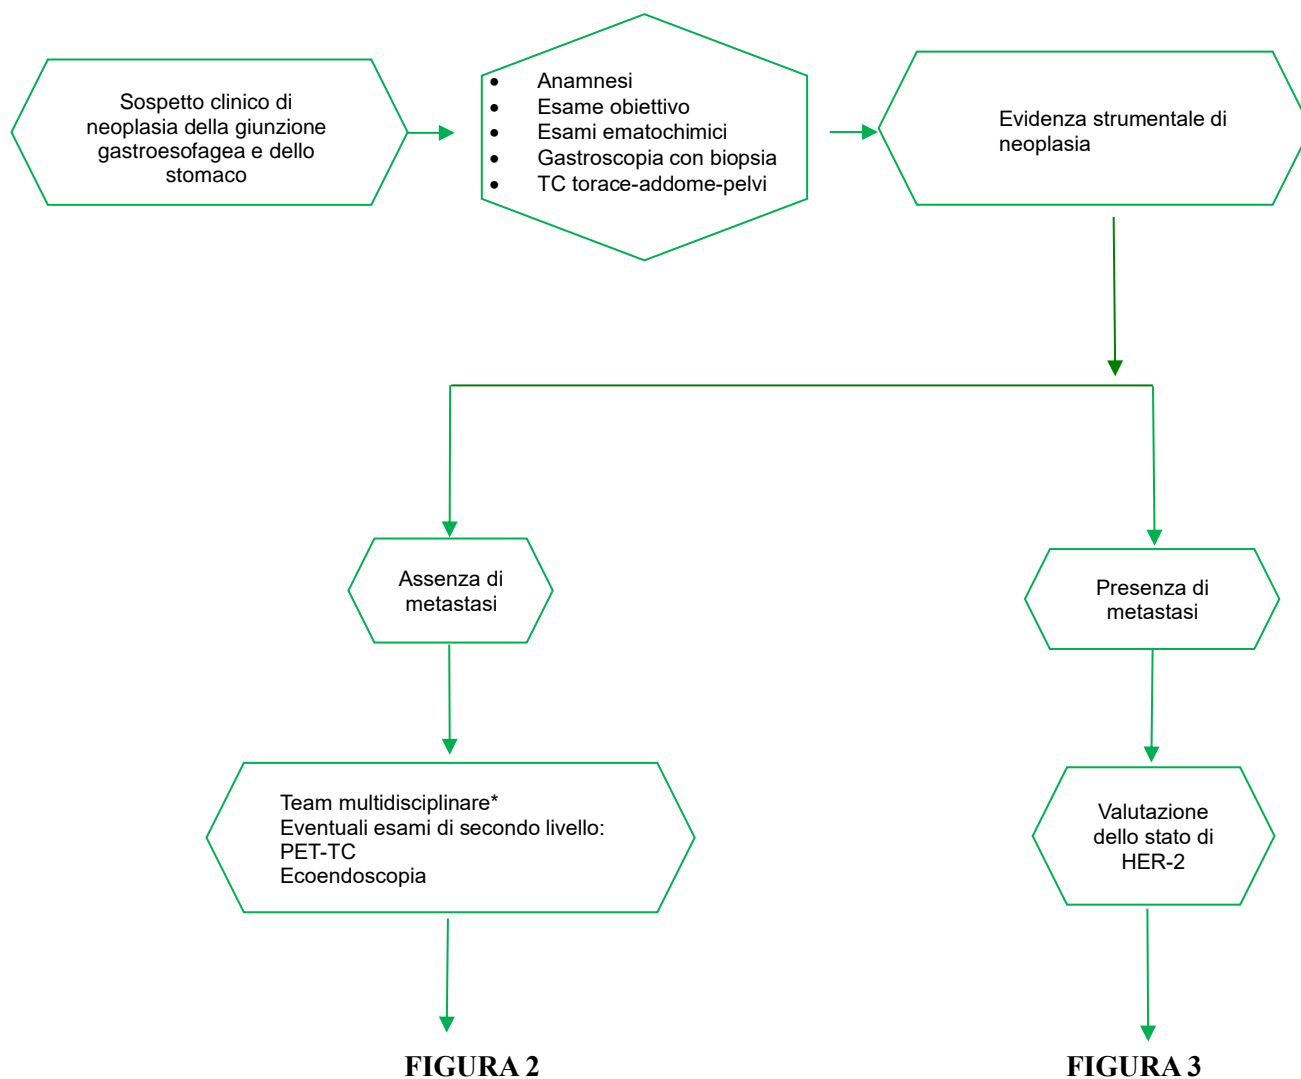 Sospetto clinico di
neoplasia della giunzione
gastroesofagea e dello
stomaco
• Anamnesi
• Esame obiettivo
• Esami ematochimici
• Gastroscopia con biopsia
• TC torace-addome-pelvi
Evidenza strumentale di
neoplasia
Assenza di
metastasi
Presenza di
metastasi
Team multidisciplinare*
Eventuali esami di secondo livello:
PET-TC
Ecoendoscopia
Valutazione
dello stato di
HER-2
FIGURA 2
FIGURA 3